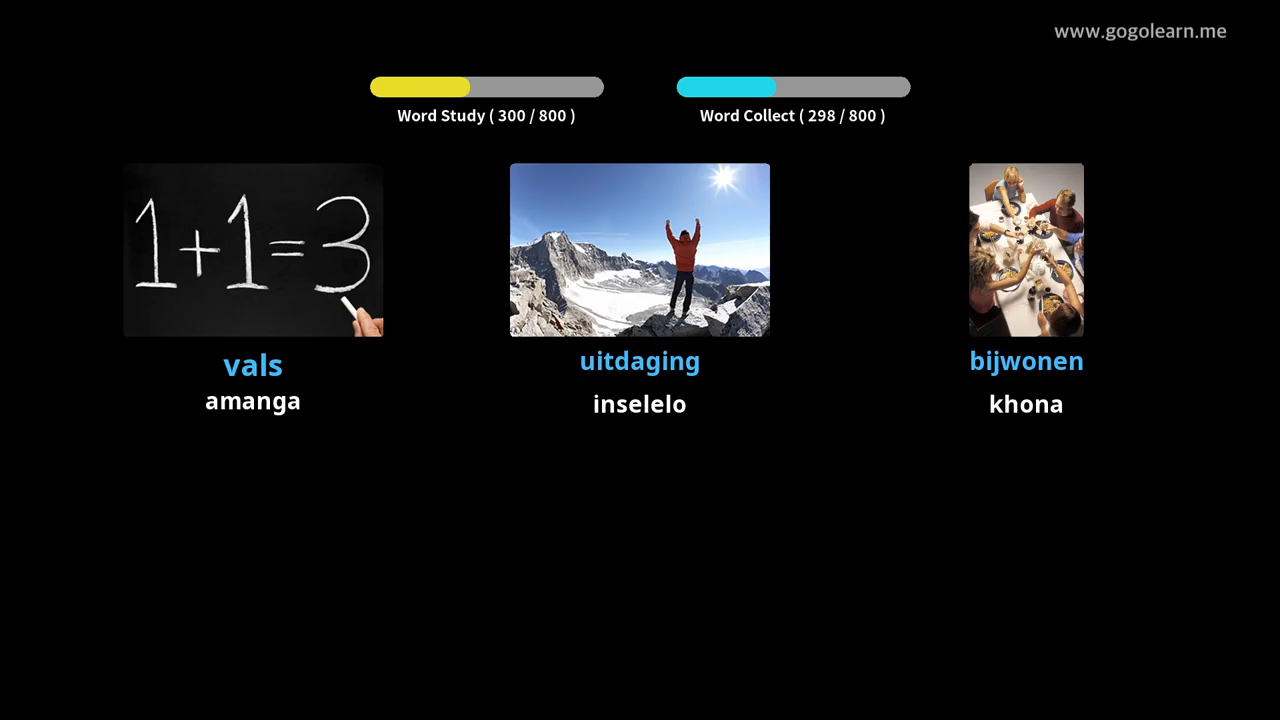 www.gogolearn.me
Word Study ( 300 / 800 )
Word Collect ( 298 / 800 )
1+1=3
vals
amanga
uitdaging
inselelo
bijwonen
khona